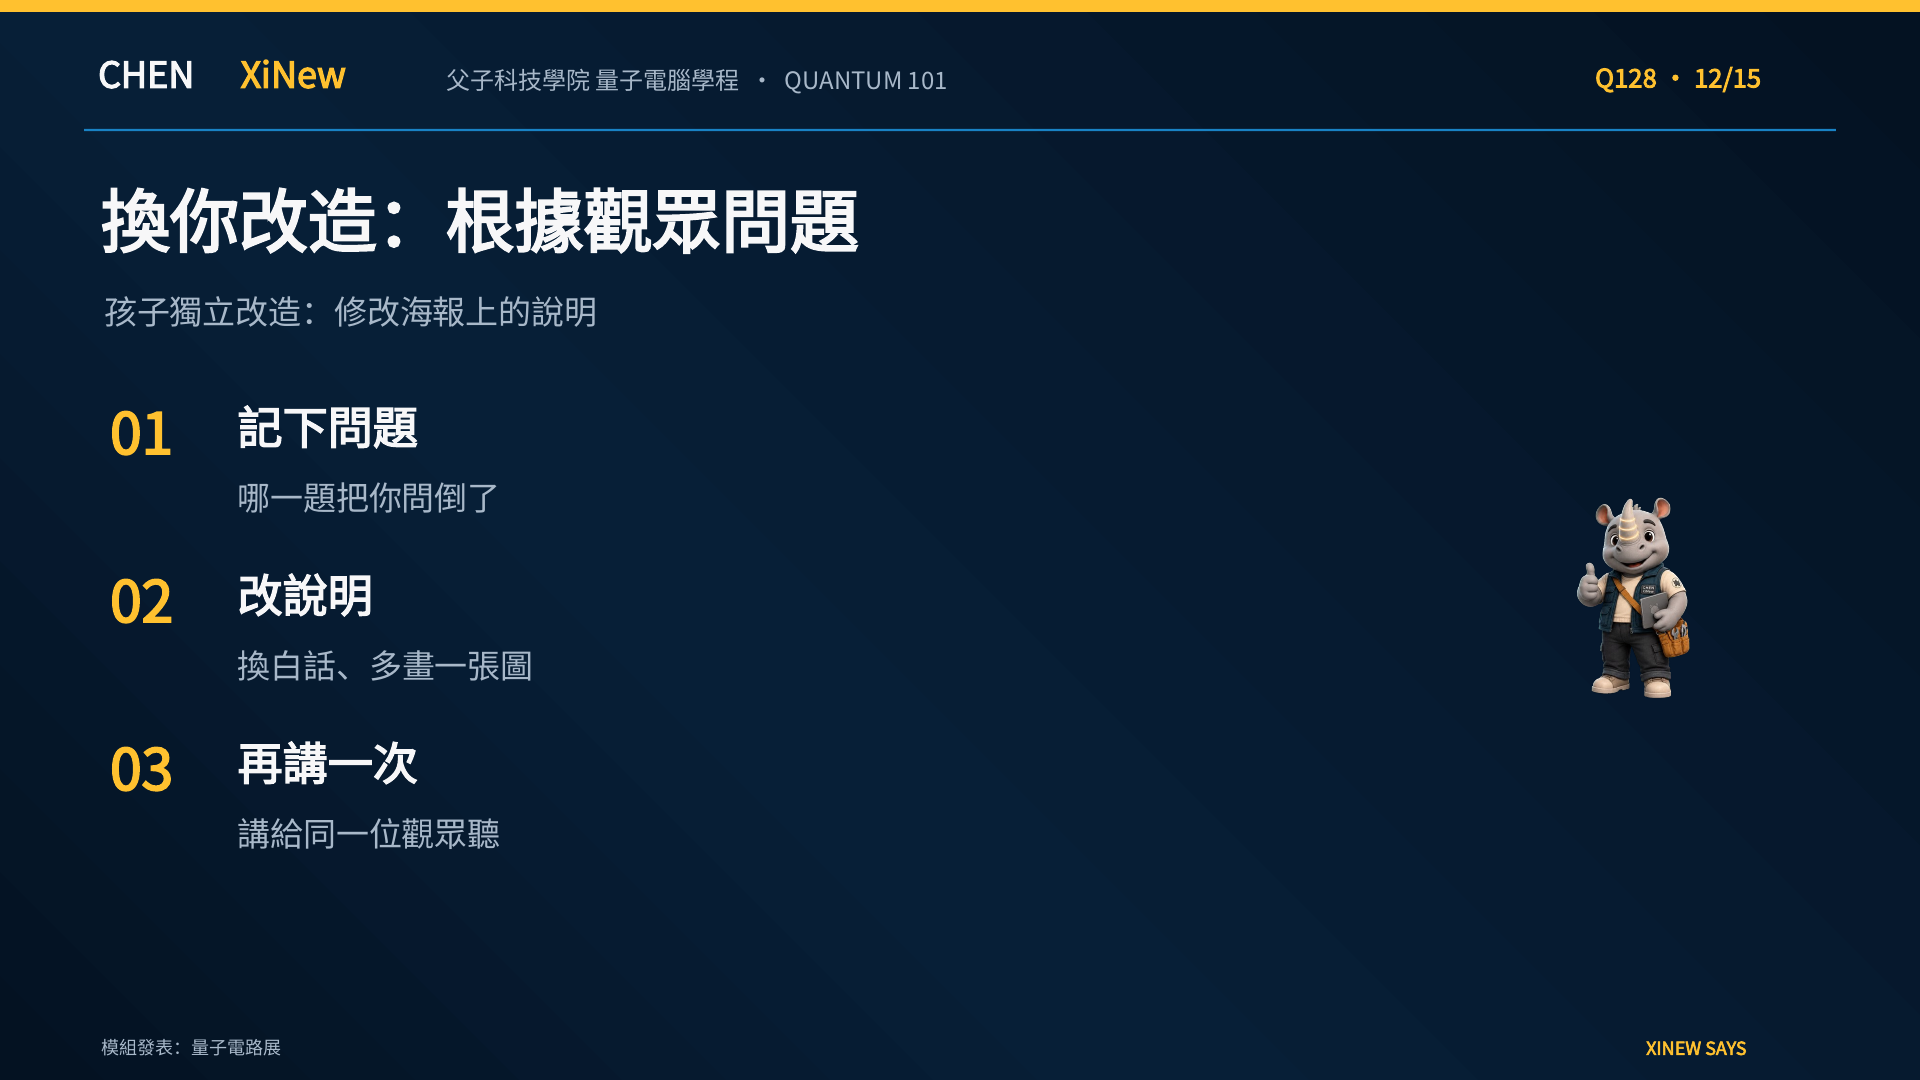 CHEN XiNew 父子科技學院 量子電腦學程 · QUANTUM 101 Q128 · 12/15
換你改造：根據觀眾問題
孩子獨立改造：修改海報上的說明
01 記下問題
哪一題把你問倒了
02 改說明
換白話、多畫一張圖
03 再講一次
講給同一位觀眾聽
模組發表：量子電路展 XINEW SAYS